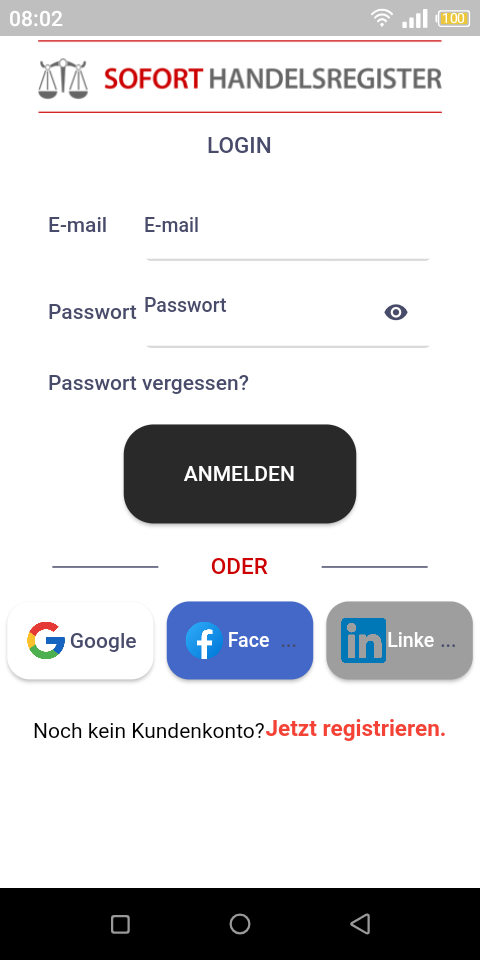 08:02
100
SOFORT HANDELSREGISTER
LOGIN
E-mail
E-mail
Passwort
Passwort
Passwort vergessen?
ANMELDEN
ODER
Google
Face ...
Linke ...
Noch kein Kundenkonto?Jetzt registrieren.